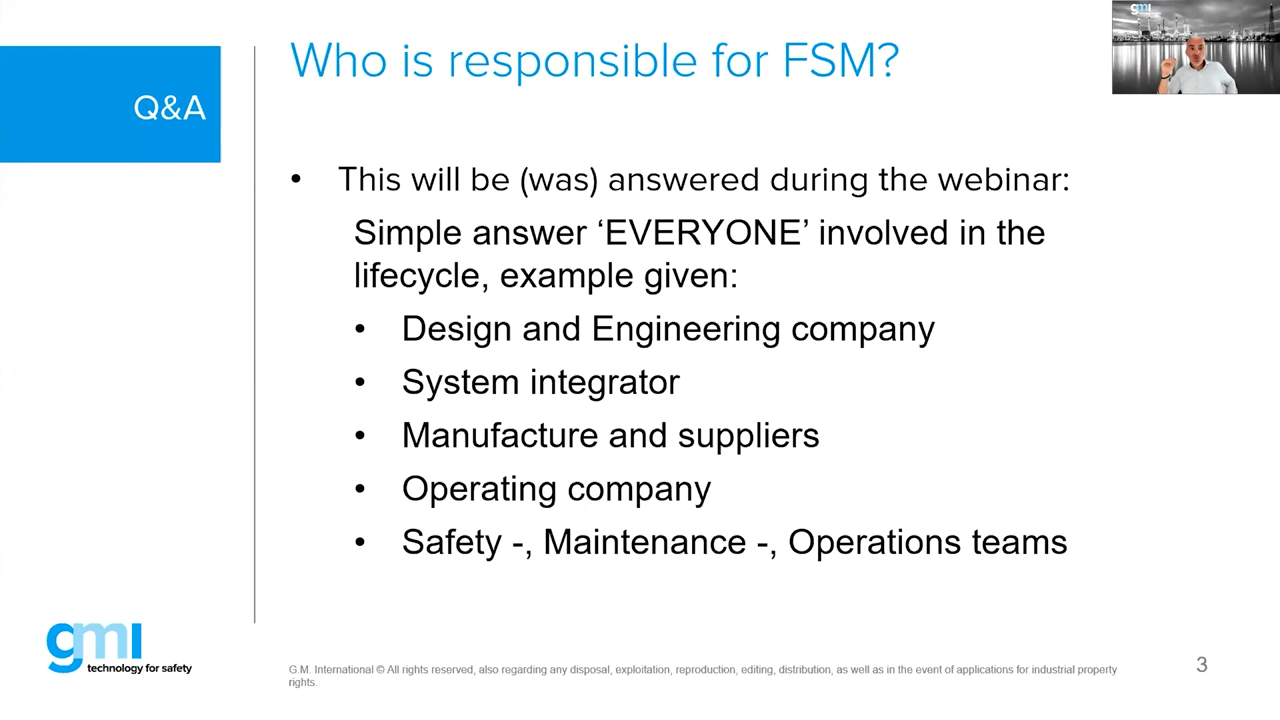 Who is responsible for FSM?
Q&A
• This will be (was) answered during the webinar:
Simple answer ‘EVERYONE’ involved in the
lifecycle, example given:
• Design and Engineering company
• System integrator
• Manufacture and suppliers
• Operating company
• Safety -, Maintenance -, Operations teams
gmi
technology for safety
G.M. International © All rights reserved, also regarding any disposal, exploitation, reproduction, editing, distribution, as well as in the event of applications for industrial property
rights.
3
gmi